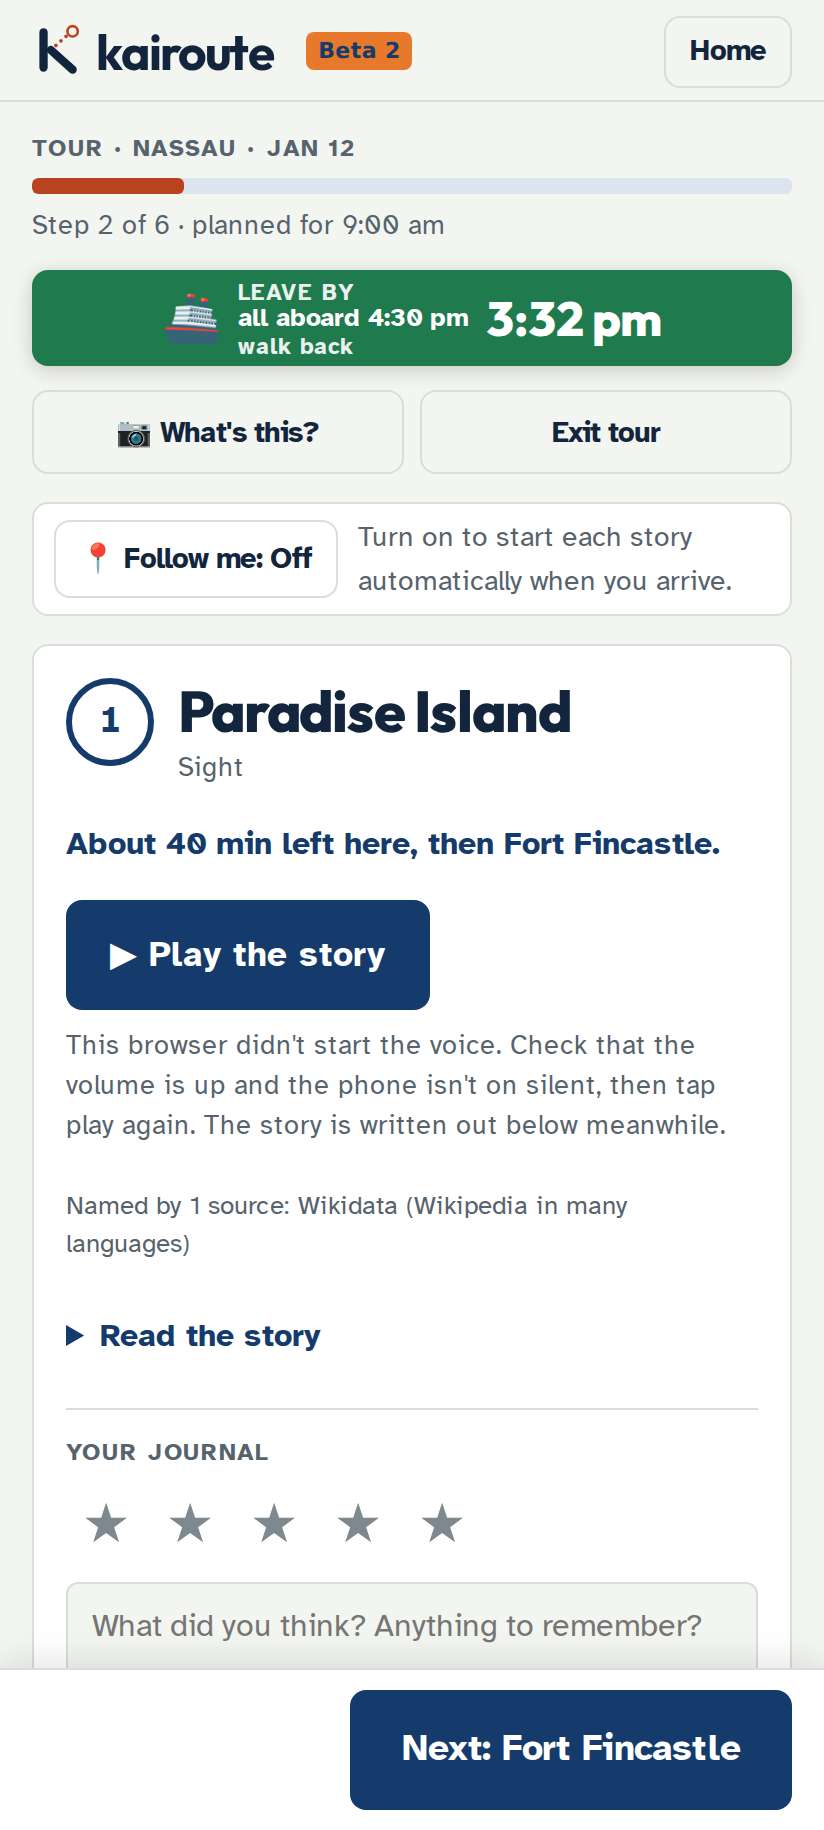 kairoute
Beta 2
Home
TOUR · NASSAU · JAN 12
Step 2 of 6 · planned for 9:00 am
LEAVE BY
all aboard 4:30 pm
walk back
3:32 pm
What's this?
Exit tour
Follow me: Off
Turn on to start each story
automatically when you arrive.
1
Paradise Island
Sight
About 40 min left here, then Fort Fincastle.
▶ Play the story
This browser didn't start the voice. Check that the
volume is up and the phone isn't on silent, then tap
play again. The story is written out below meanwhile.
Named by 1 source: Wikidata (Wikipedia in many
languages)
Read the story
YOUR JOURNAL
What did you think? Anything to remember?
Next: Fort Fincastle